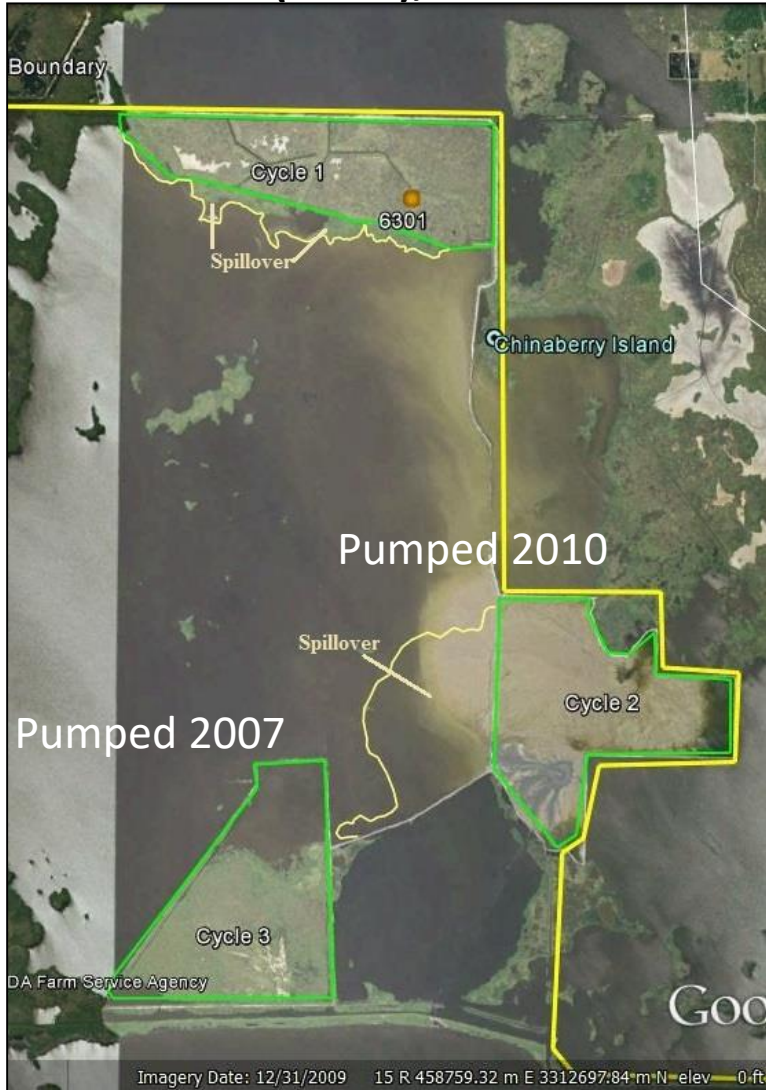 Boundary
Cycle 1
6301
Spillover
Chinaberry Island
Pumped 2010
Spillover
Cycle 2
Pumped 2007
Cycle 3
DA Farm Service Agency
Goo
Imagery Date: 12/31/2009 15 R 458759.32 m E 3312697.84 m N elev 0 ft